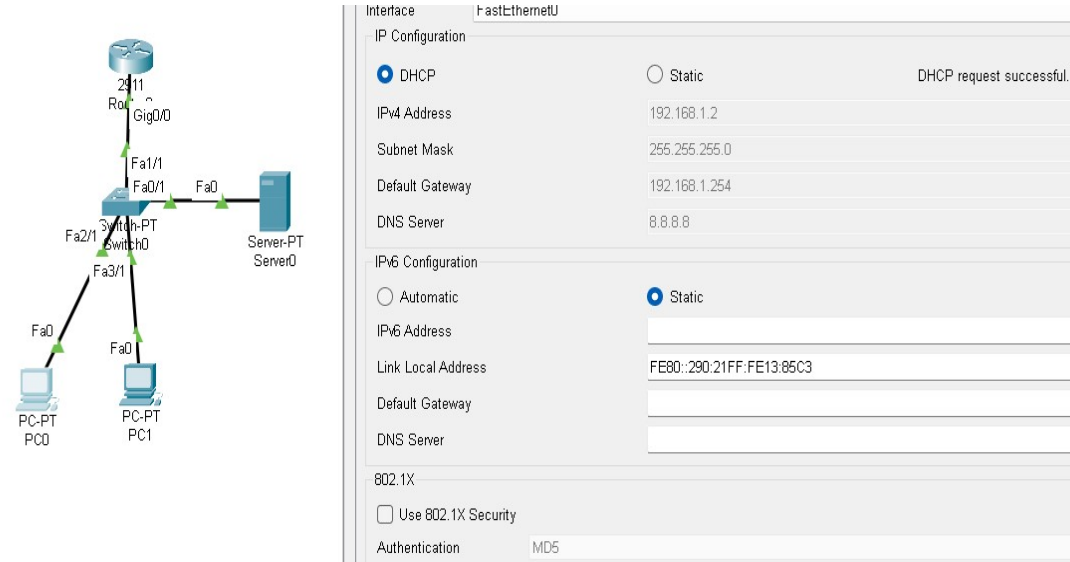 2911
Gig0/0
Fa1/1
Fa0/1
Fa0
Switch-PT
Switch0
Server-PT
Server0
Fa2/1
Fa3/1
Fa0
Fa0
PC-PT
PC0
PC-PT
PC1
Interface FastEthernet0
IP Configuration
DHCP Static DHCP request successful.
IPv4 Address 192.168.1.2
Subnet Mask 255.255.255.0
Default Gateway 192.168.1.254
DNS Server 8.8.8.8
IPv6 Configuration
Automatic Static
IPv6 Address
Link Local Address FE80::290:21FF:FE13:85C3
Default Gateway
DNS Server
802.1X
Use 802.1X Security
Authentication MD5